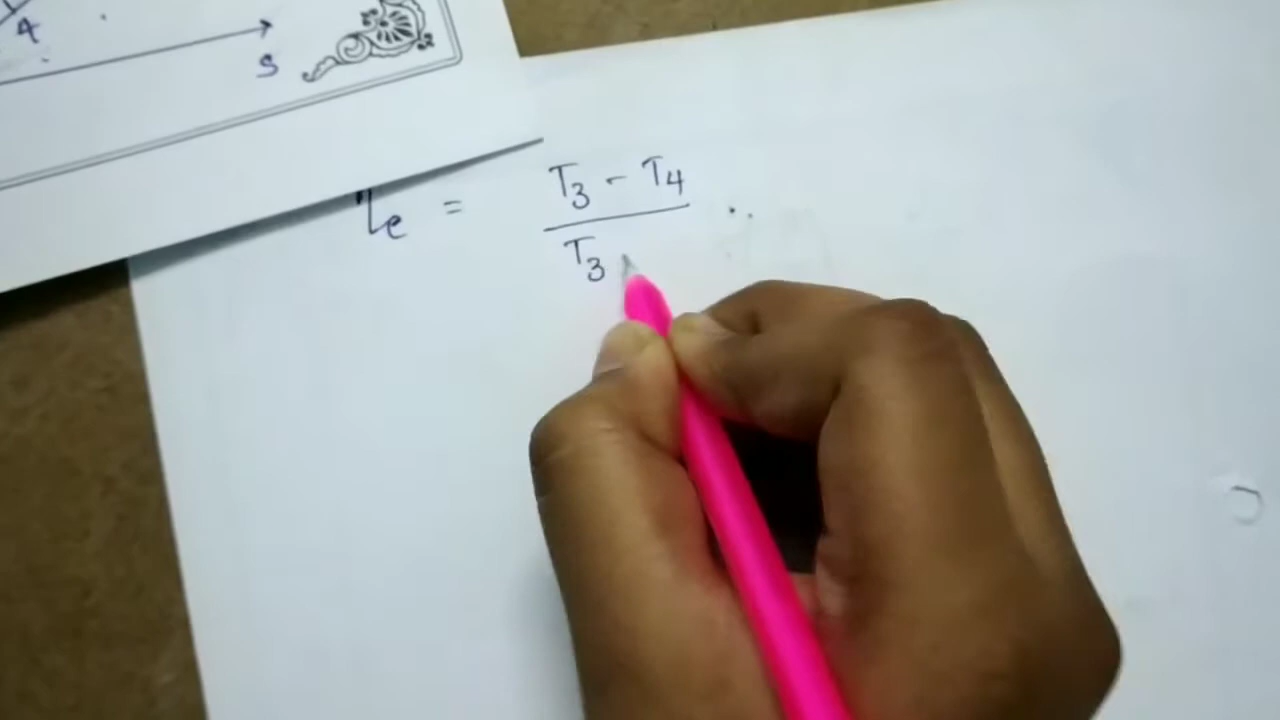 4
S
ηe = T3 - T4
T3